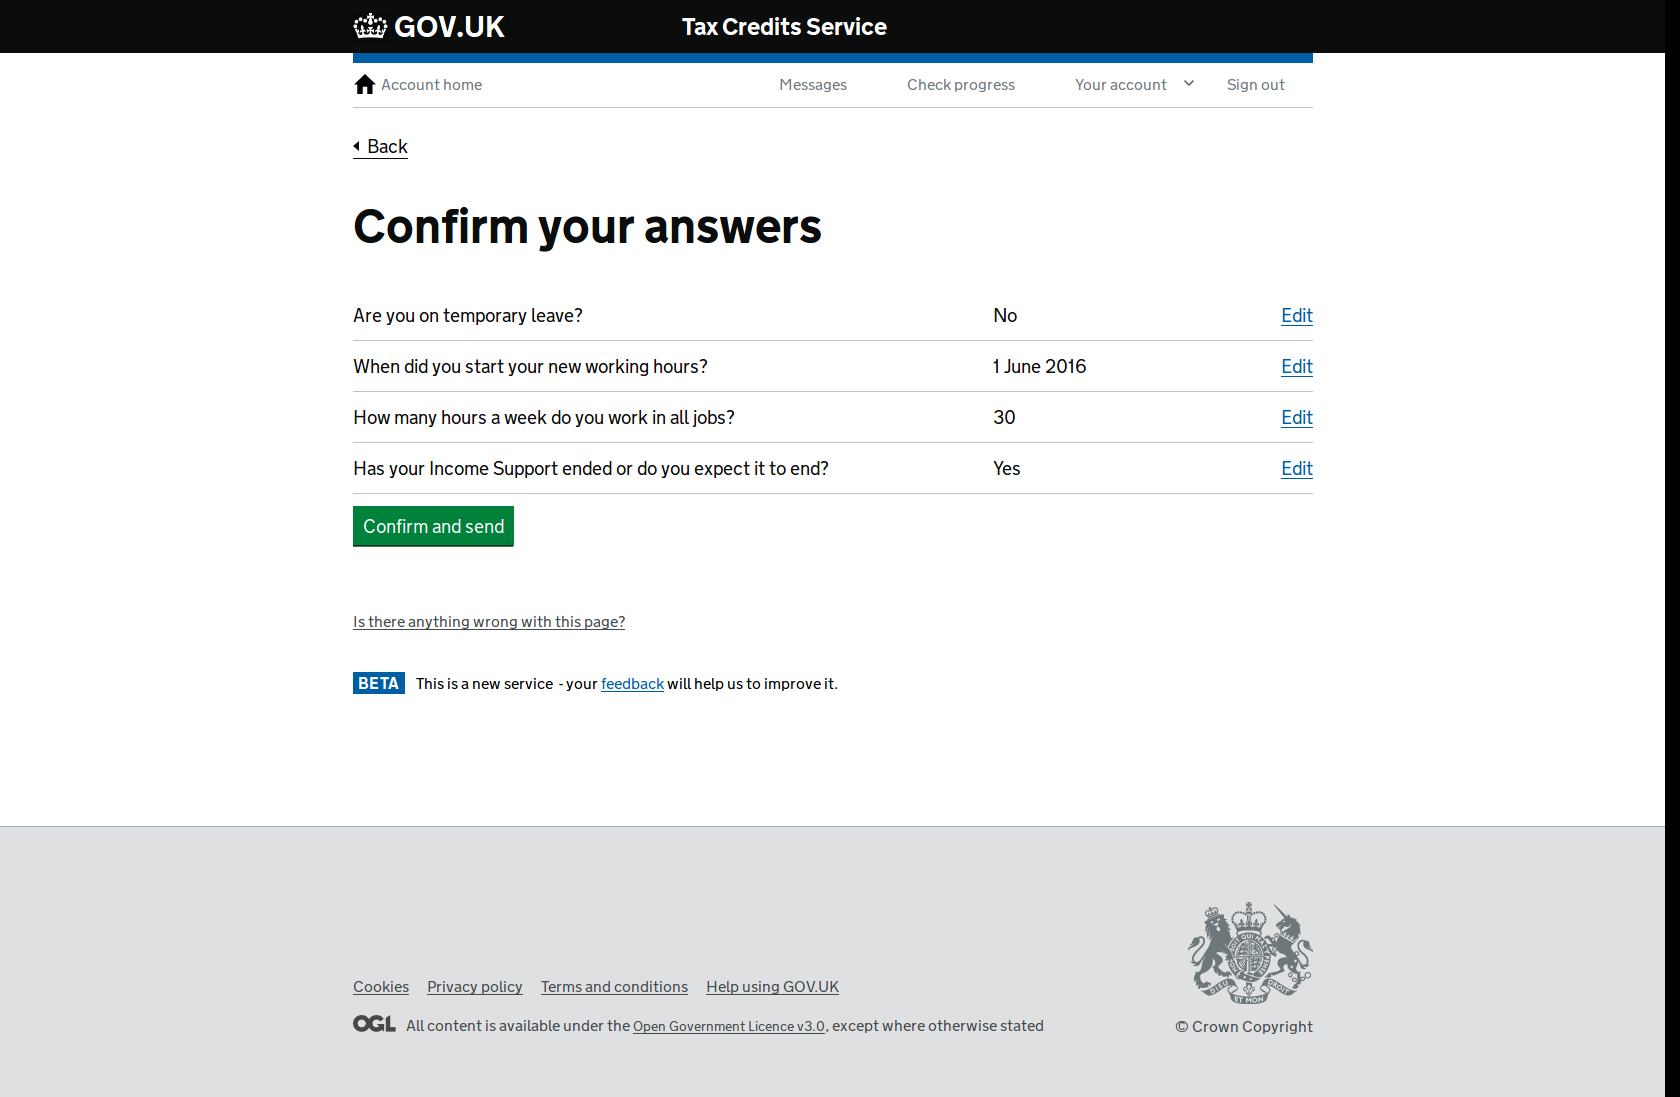 GOV.UK
Tax Credits Service
Account home
Messages
Check progress
Your account
Sign out
Back
Confirm your answers
Are you on temporary leave? No Edit
When did you start your new working hours? 1 June 2016 Edit
How many hours a week do you work in all jobs? 30 Edit
Has your Income Support ended or do you expect it to end? Yes Edit
Confirm and send
Is there anything wrong with this page?
BETA This is a new service - your feedback will help us to improve it.
Cookies Privacy policy Terms and conditions Help using GOV.UK
OGL All content is available under the Open Government Licence v3.0, except where otherwise stated
DIEU ET MON DROIT
© Crown Copyright